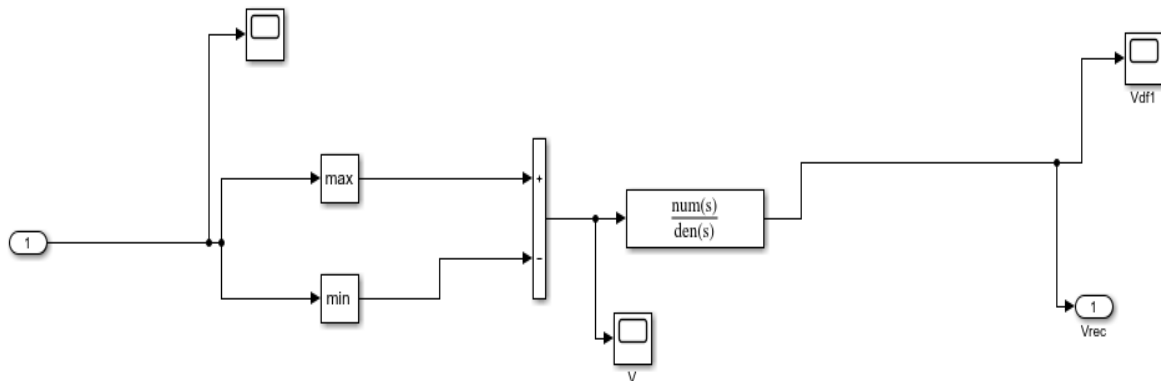 Vdf1
max
+
num(s)
den(s)
1
−
min
1
Vrec
V